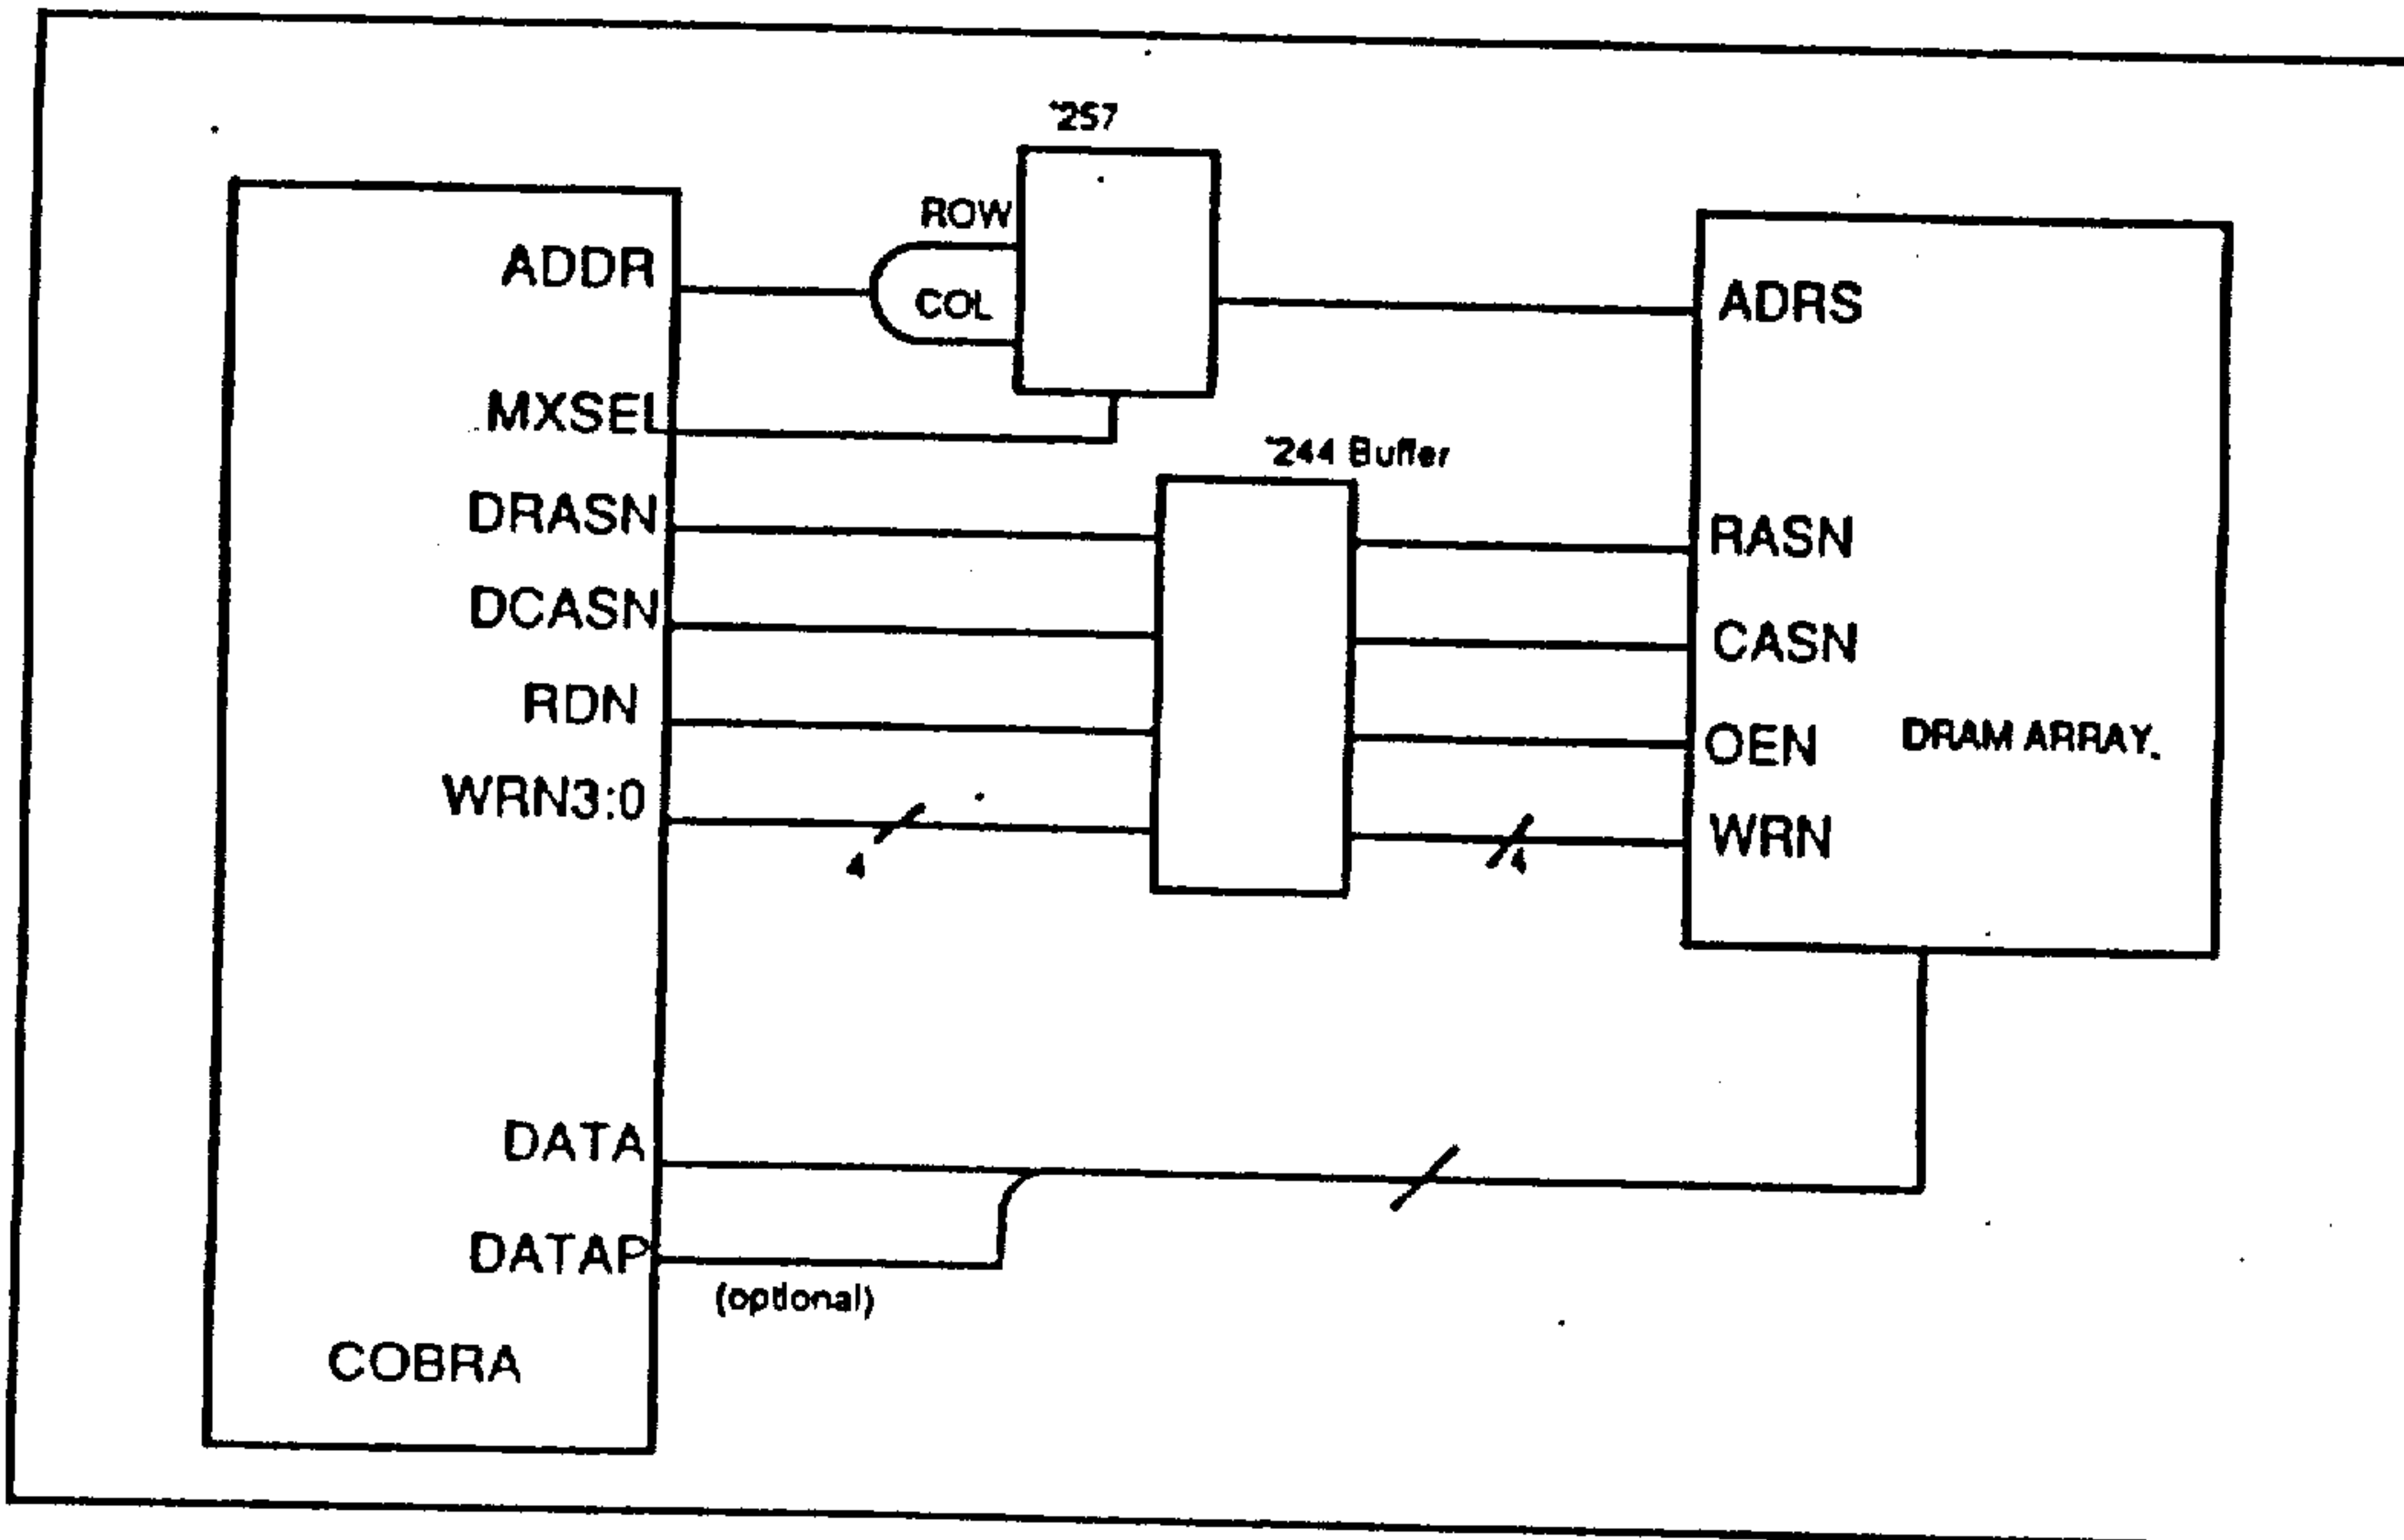 '257
ROW
ADDR
COL
ADRS
MXSEL
'244 Buffer
DRASN
RASN
DCASN
CASN
RDN
OEN
DRAM ARRAY.
WRN3:0
WRN
4
4
DATA
DATAP
(optional)
COBRA